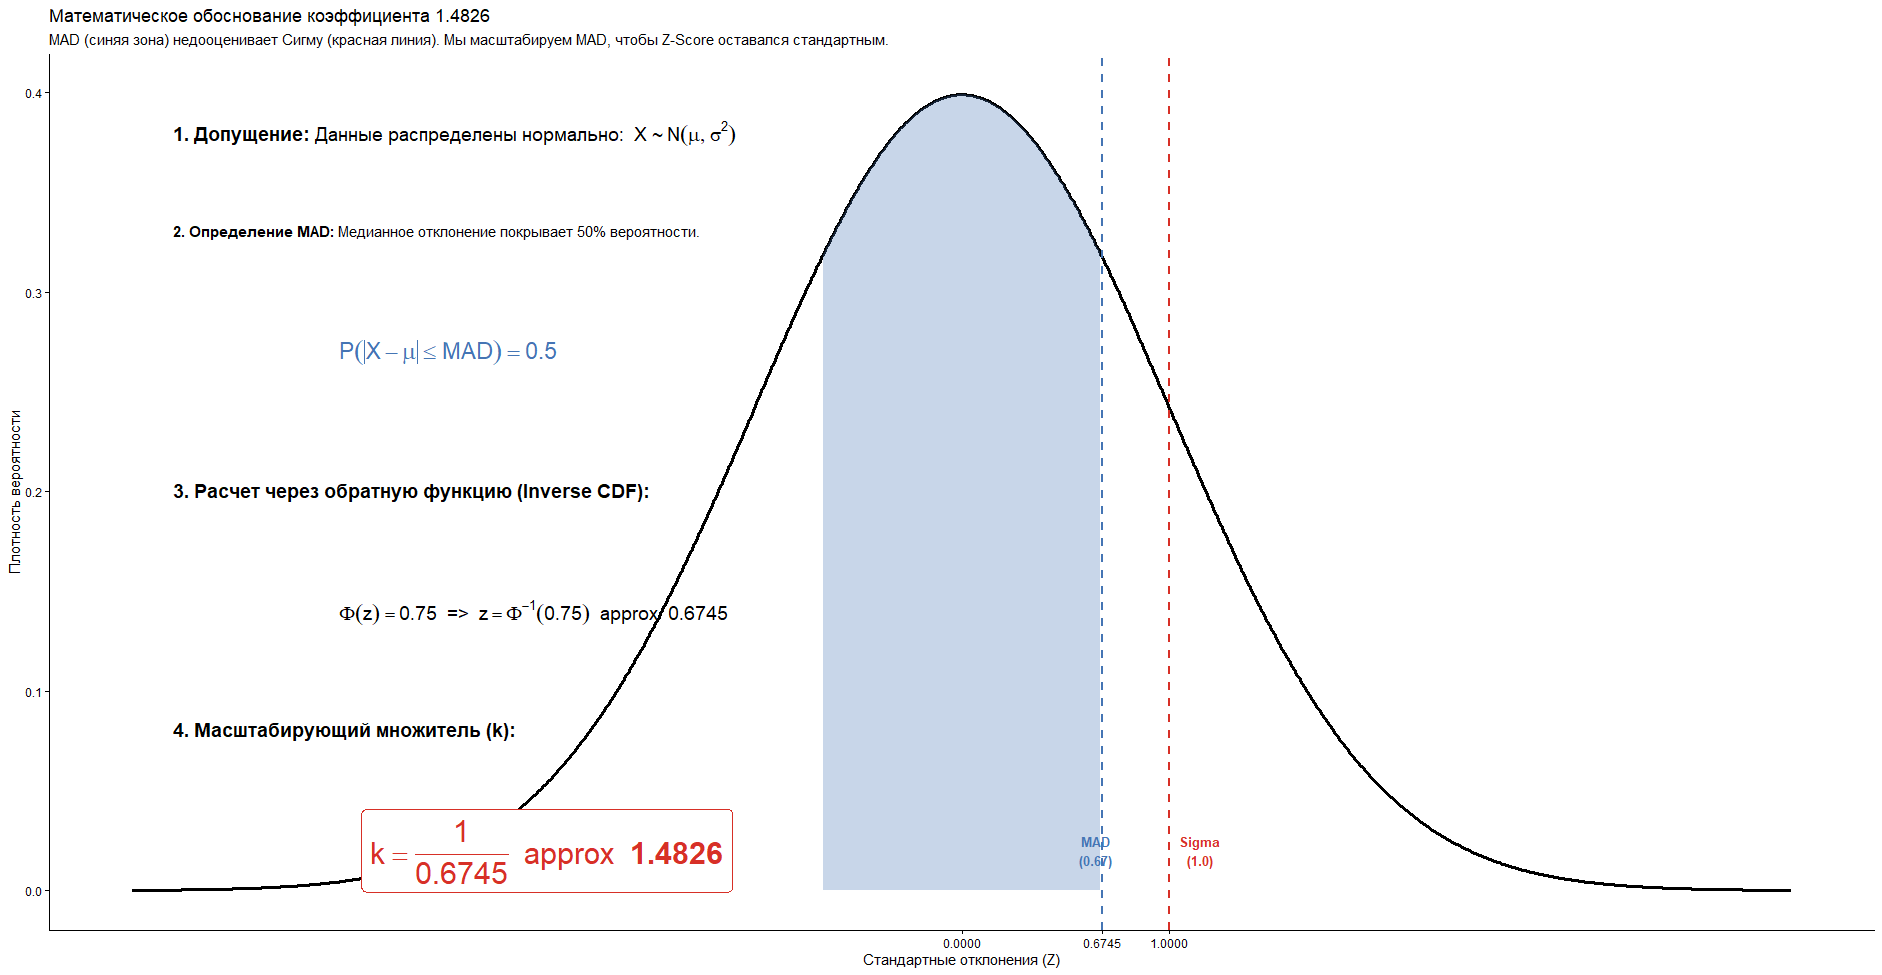 Математическое обоснование коэффициента 1.4826
MAD (синяя зона) недооценивает Сигму (красная линия). Мы масштабируем MAD, чтобы Z-Score оставался стандартным.
0.4
1. Допущение: Данные распределены нормально: X ~ N(μ, σ²)
2. Определение MAD: Медианное отклонение покрывает 50% вероятности.
0.3
P(|X − μ| ≤ MAD) = 0.5
Плотность вероятности
3. Расчет через обратную функцию (Inverse CDF):
0.2
Φ(z) = 0.75 => z = Φ⁻¹(0.75) approx 0.6745
0.1
4. Масштабирующий множитель (k):
k = 1/0.6745 approx 1.4826
MAD
(0.67)
Sigma
(1.0)
0.0
0.0000
0.6745
1.0000
Стандартные отклонения (Z)